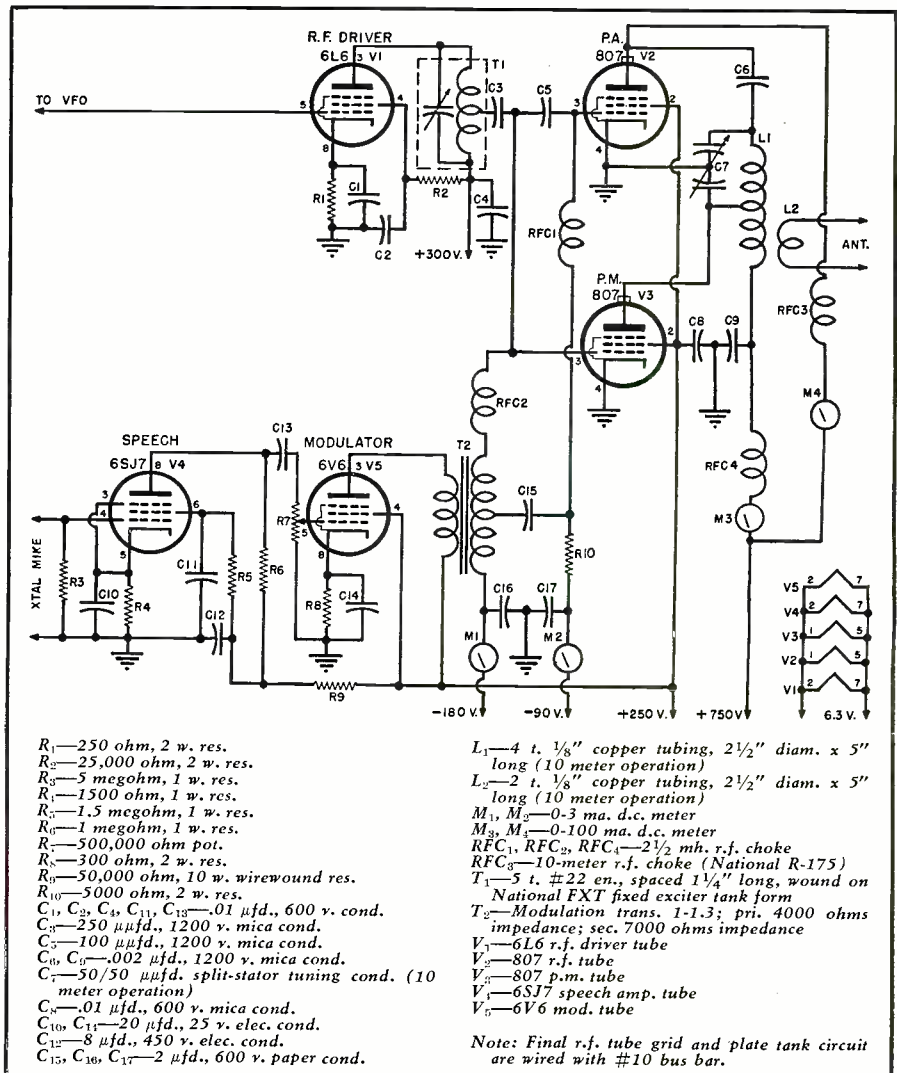 R.F. DRIVER
6L6 3 V1
P.A.
807 V2
TO VFO
5
4
8
T1
C3
C5
3
2
4
C6
L1
C7
R1
C1
C2
R2
C4
+300V.
RFC1
L2
ANT.
P.M.
807 V3
3
2
4
C8
C9
RFC3
RFC2
M4
RFC4
M3
SPEECH
6SJ7 8 V4
C13
MODULATOR
6V6 3 V5
T2
3
4
6
5
XTAL MIKE
R3
C10
R4
C11
C12
R5
R6
R7
5
4
8
R8
C14
C15
R10
C16
C17
M1
M2
R9
-180 V.
-90 V.
+250 V.
+750 V.
6.3 V.
V5 2 7
V4 2 7
V3 1 5
V2 1 5
V1 2 7
R₁—250 ohm, 2 w. res.
R₂—25,000 ohm, 2 w. res.
R₃—5 megohm, 1 w. res.
R₄—1500 ohm, 1 w. res.
R₅—1.5 megohm, 1 w. res.
R₆—1 megohm, 1 w. res.
R₇—500,000 ohm pot.
R₈—300 ohm, 2 w. res.
R₉—50,000 ohm, 10 w. wirewound res.
R₁₀—5000 ohm, 2 w. res.
C₁, C₂, C₄, C₁₁, C₁₃—.01 μfd., 600 v. cond.
C₃—250 μμfd., 1200 v. mica cond.
C₅—100 μμfd., 1200 v. mica cond.
C₆, C₉—.002 μfd., 1200 v. mica cond.
C₇—50/50 μμfd. split-stator tuning cond. (10
meter operation)
C₈—.01 μfd., 600 v. mica cond.
C₁₀, C₁₄—20 μfd., 25 v. elec. cond.
C₁₂—8 μfd., 450 v. elec. cond.
C₁₅, C₁₆, C₁₇—2 μfd., 600 v. paper cond.
L₁—4 t. 1/8" copper tubing, 2 1/2" diam. x 5"
long (10 meter operation)
L₂—2 t. 1/8" copper tubing, 2 1/2" diam. x 5"
long (10 meter operation)
M₁, M₂—0-3 ma. d.c. meter
M₃, M₄—0-100 ma. d.c. meter
RFC₁, RFC₂, RFC₄—2 1/2 mh. r.f. choke
RFC₃—10-meter r.f. choke (National R-175)
T₁—5 t. #22 en., spaced 1 1/4" long, wound on
National FXT fixed exciter tank form
T₂—Modulation trans. 1-1.3; pri. 4000 ohms
impedance; sec. 7000 ohms impedance
V₁—6L6 r.f. driver tube
V₂—807 r.f. tube
V₃—807 p.m. tube
V₄—6SJ7 speech amp. tube
V₅—6V6 mod. tube
Note: Final r.f. tube grid and plate tank circuit
are wired with #10 bus bar.